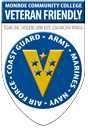 MONROE COMMUNITY COLLEGE
VETERAN FRIENDLY
AIR FORCE • COAST GUARD • ARMY • MARINES • NAVY
V